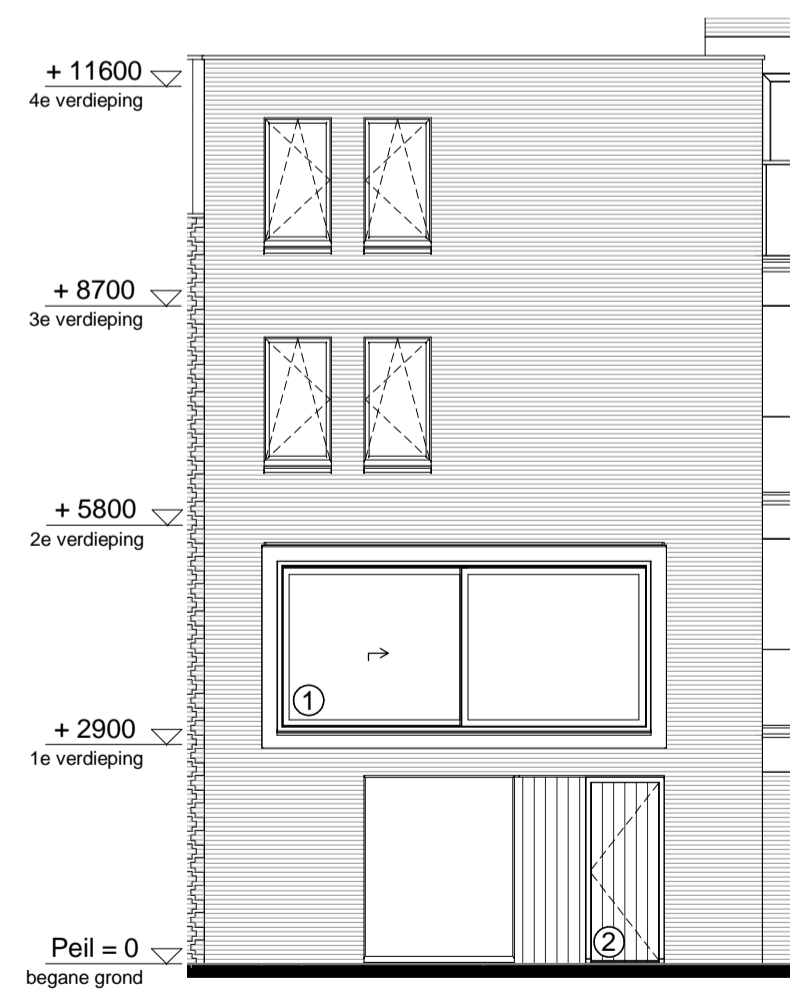 + 11600
4e verdieping
+ 8700
3e verdieping
+ 5800
2e verdieping
1
+ 2900
1e verdieping
2
Peil = 0
begane grond